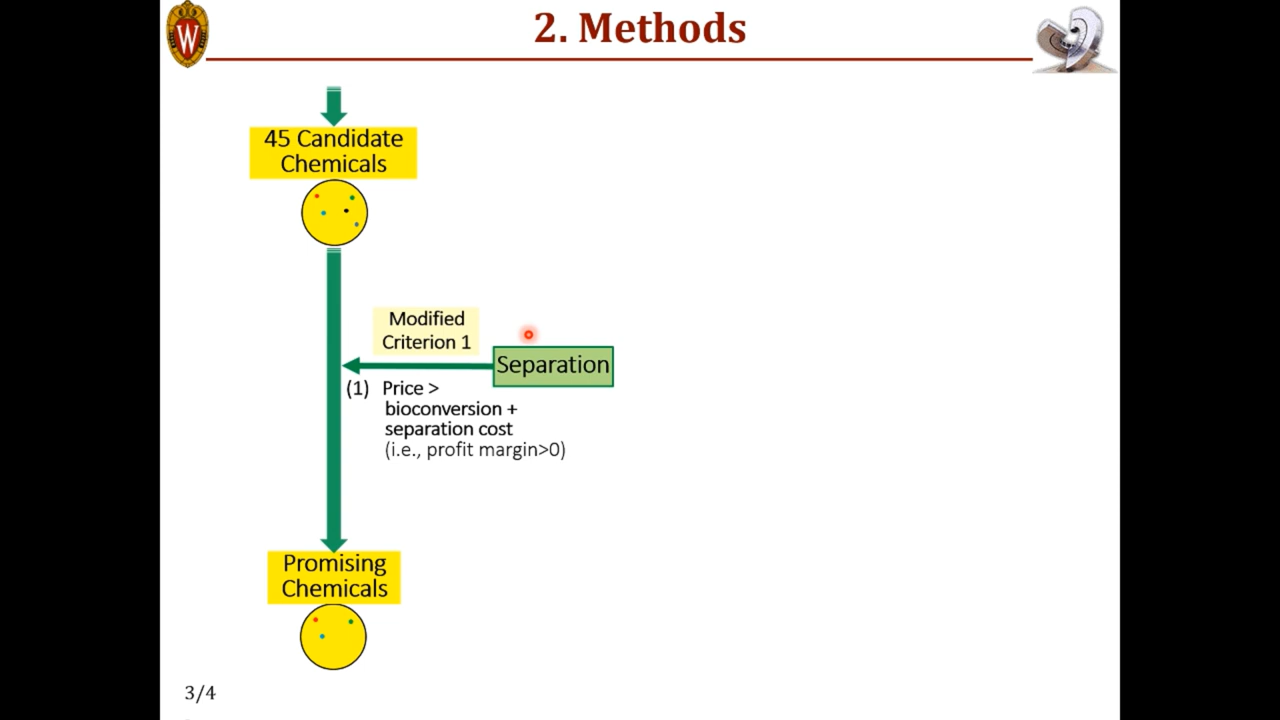 2. Methods
W
45 Candidate
Chemicals
Modified
Criterion 1
Separation
(1) Price >
bioconversion +
separation cost
(i.e., profit margin>0)
Promising
Chemicals
3/4